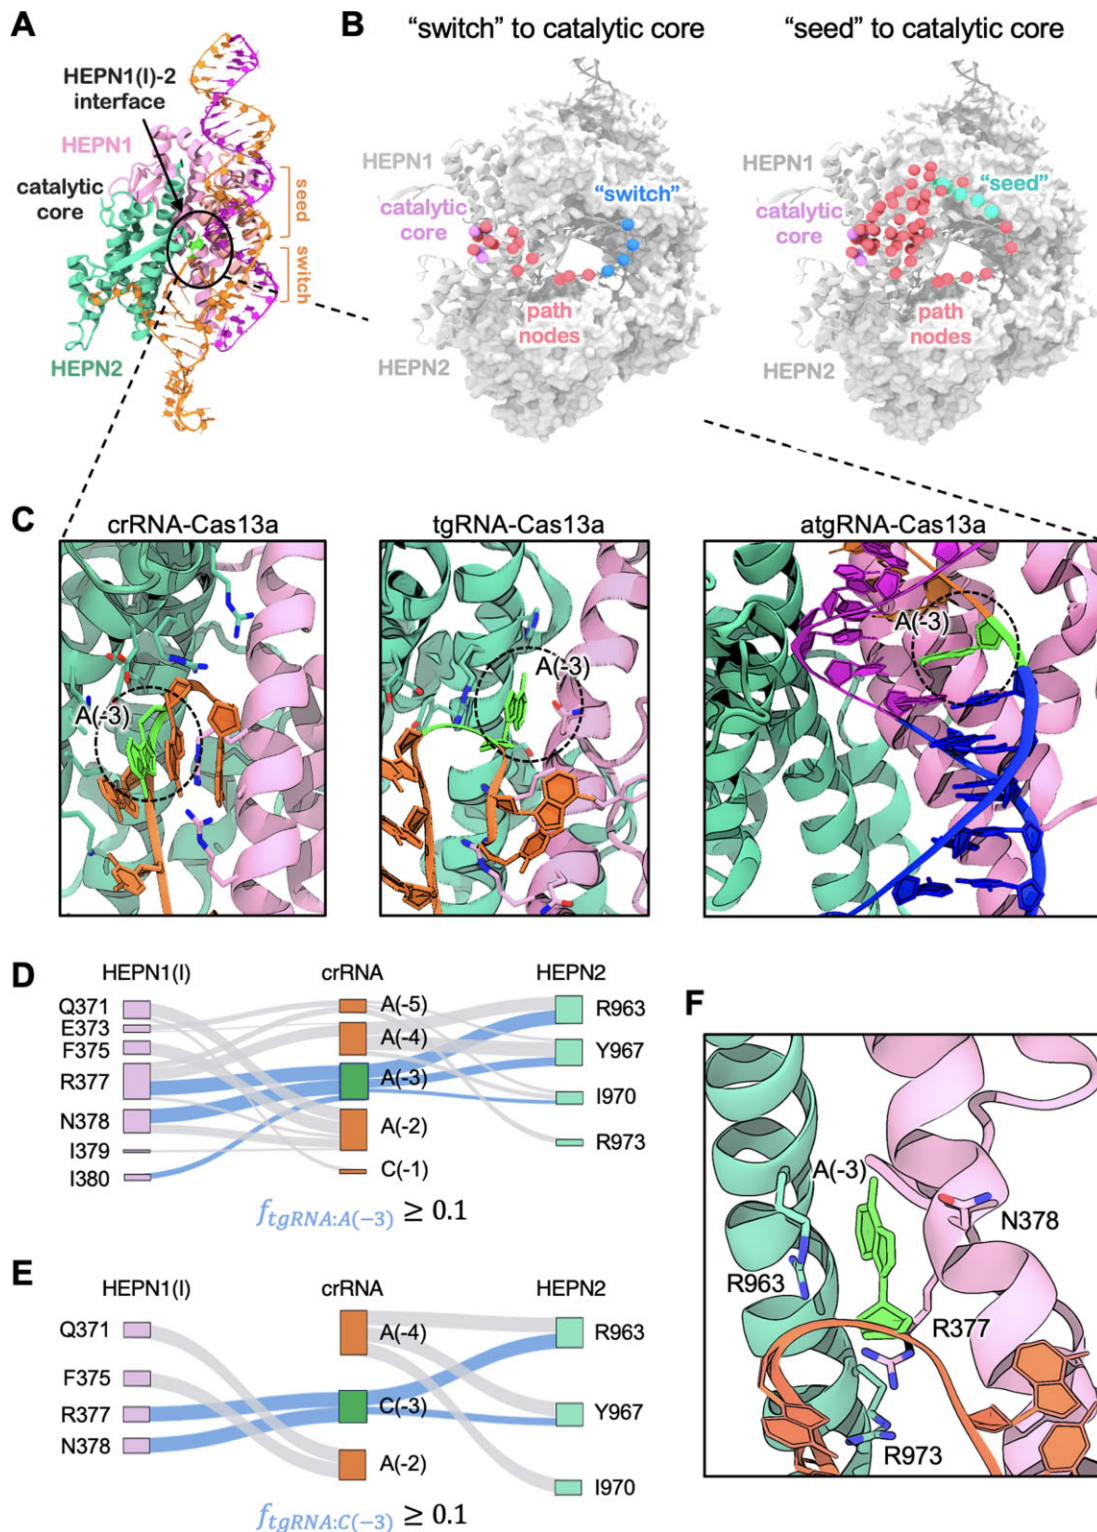 A
HEPN1(I)-2
interface
HEPN1
catalytic
core
HEPN2
seed
switch
B
“switch” to catalytic core
HEPN1
catalytic
core
“switch”
path
nodes
HEPN2
“seed” to catalytic core
HEPN1
catalytic
core
“seed”
path
nodes
HEPN2
C
crRNA-Cas13a
A(-3)
tgRNA-Cas13a
A(-3)
atgRNA-Cas13a
A(-3)
D
HEPN1(I) crRNA HEPN2
Q371
E373
F375
R377
N378
I379
I380
A(-5)
A(-4)
A(-3)
A(-2)
C(-1)
R963
Y967
I970
R973
ftgRNA:A(−3) ≥ 0.1
E
HEPN1(I) crRNA HEPN2
Q371
F375
R377
N378
A(-4)
C(-3)
A(-2)
R963
Y967
I970
ftgRNA:C(−3) ≥ 0.1
F
A(-3)
N378
R963
R377
R973